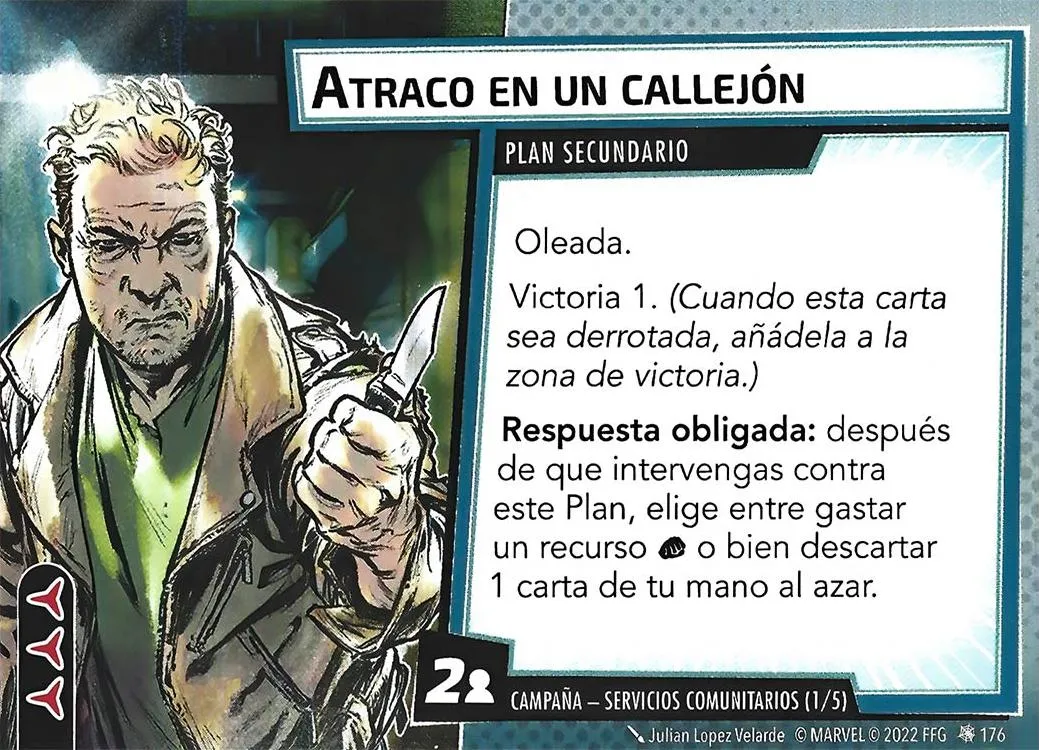 Atraco en un callejón
PLAN SECUNDARIO
Oleada.
Victoria 1. (Cuando esta carta
sea derrotada, añádela a la
zona de victoria.)
Respuesta obligada: después
de que intervengas contra
este Plan, elige entre gastar
un recurso o bien descartar
1 carta de tu mano al azar.
2
CAMPAÑA – SERVICIOS COMUNITARIOS (1/5)
Julian Lopez Velarde © MARVEL © 2022 FFG 176